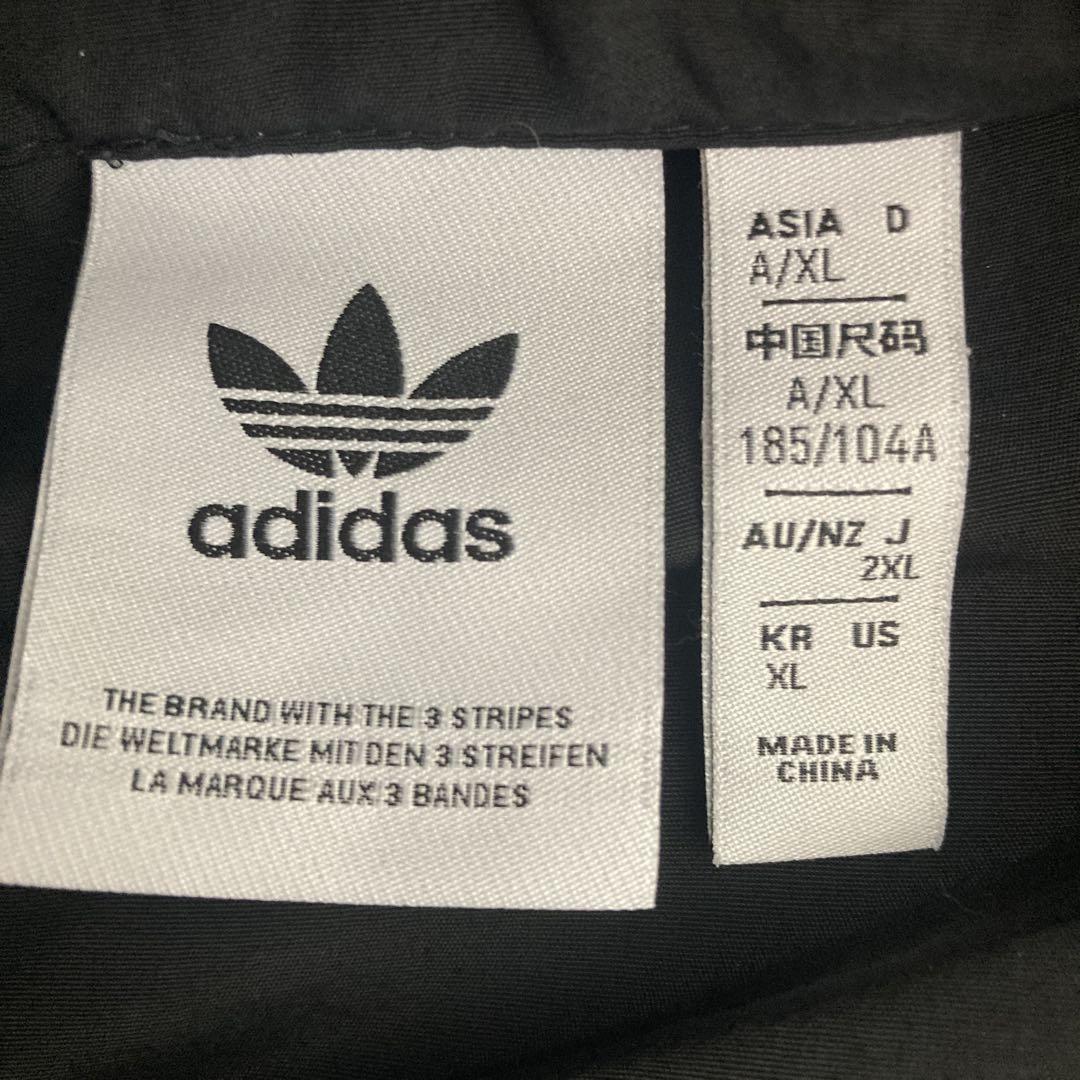 adidas
THE BRAND WITH THE 3 STRIPES
DIE WELTMARKE MIT DEN 3 STREIFEN
LA MARQUE AUX 3 BANDES
ASIA D
A/XL
中国尺码
A/XL
185/104A
AU/NZ J
2XL
KR US
XL
MADE IN
CHINA